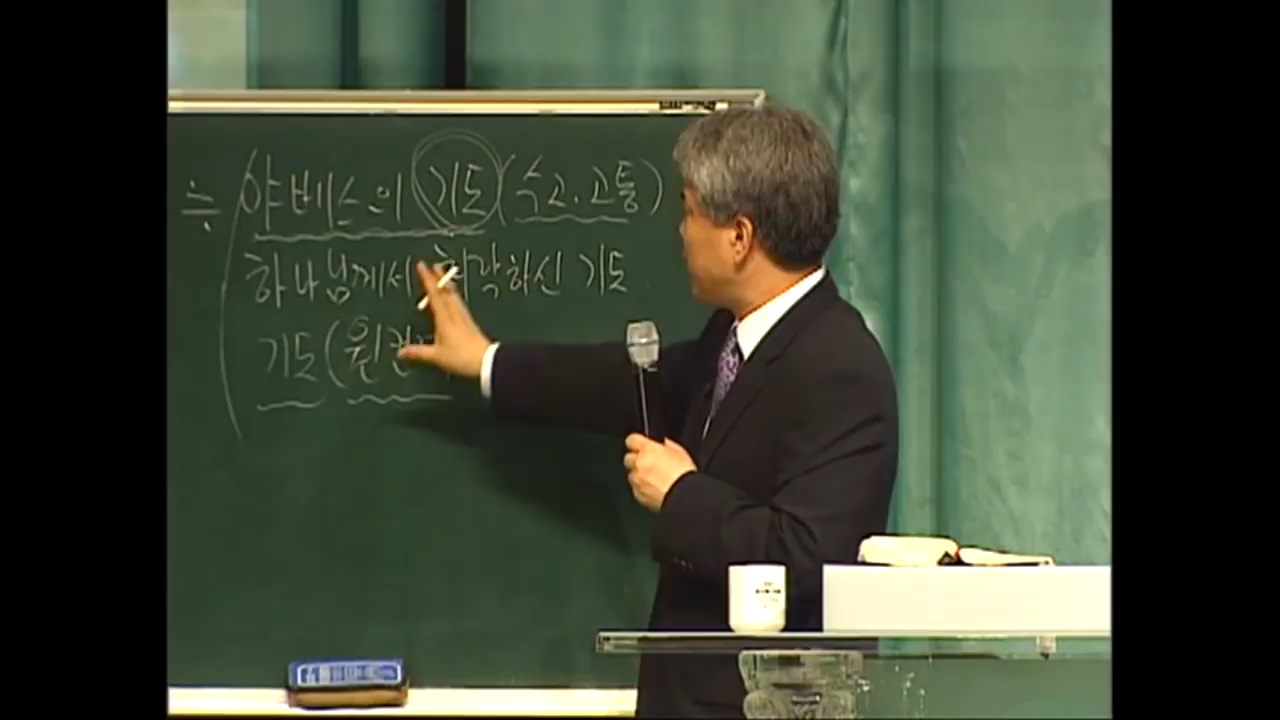 ≒ 야베스의 기도 (수고.고통)
하나님께서 허락하신 기도
기도 (원